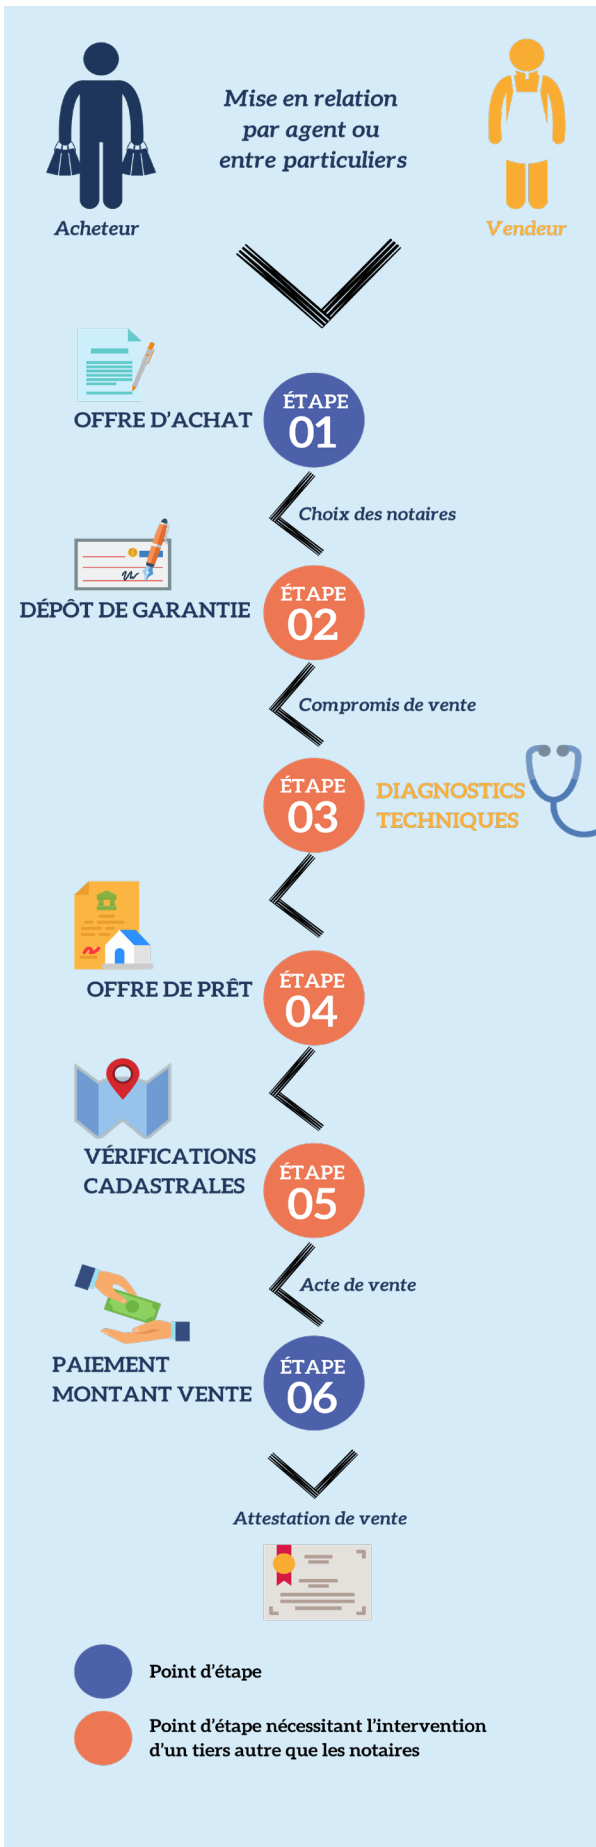 Mise en relation
par agent ou
entre particuliers
Acheteur
Vendeur
OFFRE D'ACHAT
ÉTAPE
01
Choix des notaires
DÉPÔT DE GARANTIE
ÉTAPE
02
Compromis de vente
ÉTAPE
03
DIAGNOSTICS
TECHNIQUES
OFFRE DE PRÊT
ÉTAPE
04
VÉRIFICATIONS
CADASTRALES
ÉTAPE
05
Acte de vente
PAIEMENT
MONTANT VENTE
ÉTAPE
06
Attestation de vente
Point d'étape
Point d'étape nécessitant l'intervention
d'un tiers autre que les notaires